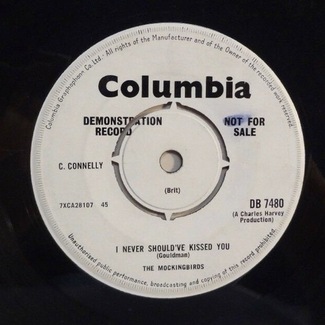 Columbia Graphophone Co. Ltd. All rights of the Manufacturer and of the Owner of the recorded work reserved.
Columbia
DEMONSTRATION RECORD
NOT FOR SALE
C. CONNELLY
(Brit)
7XCA28107 45
DB 7480
(A Charles Harvey Production)
I NEVER SHOULD'VE KISSED YOU
(Gouldman)
THE MOCKINGBIRDS
Unauthorised public performance, broadcasting and copying of this record prohibited.